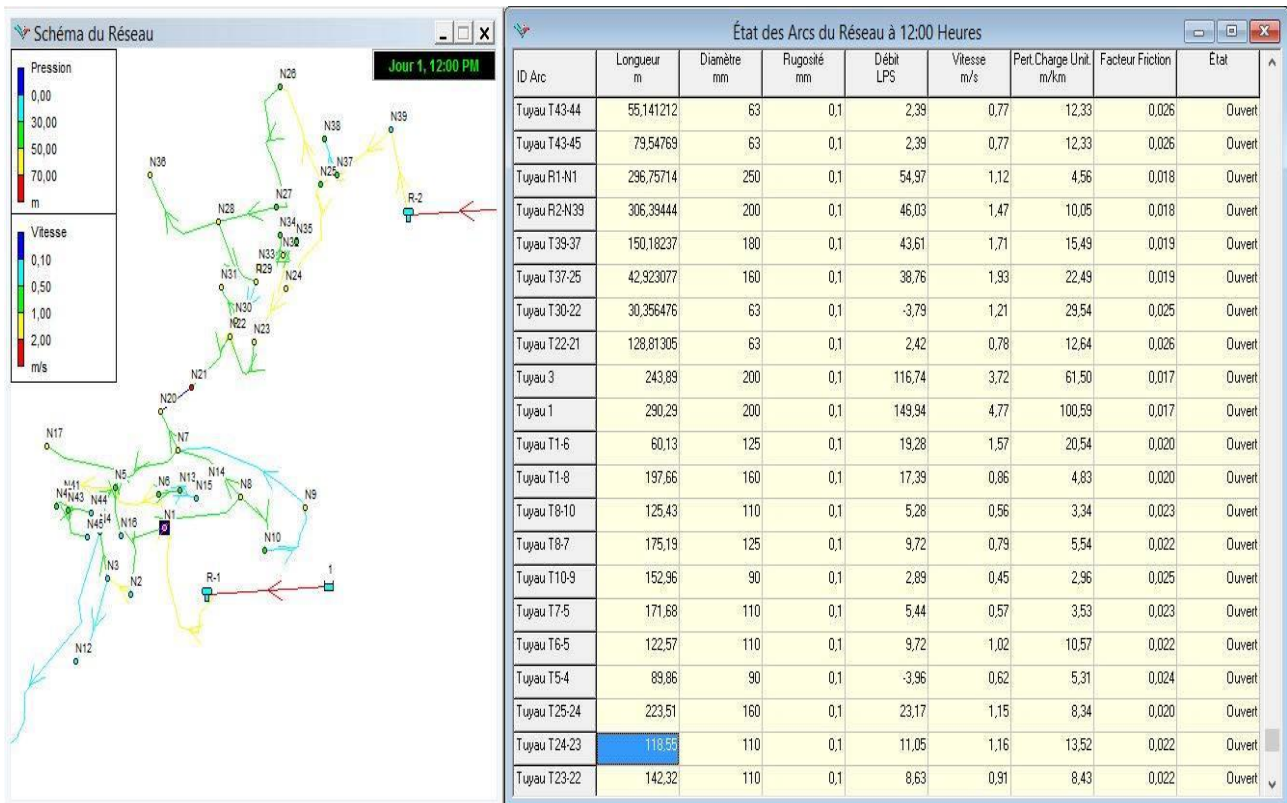 Schéma du Réseau
Jour 1, 12:00 PM
Pression
0,00
30,00
50,00
70,00
m
Vitesse
0,10
0,50
1,00
2,00
m/s
N26
N39
N38
N37
N25
N36
R-2
N27
N28
N34
N35
N33
N31
N24
N30
N22
N23
N21
N20
N17
N7
N14
N5
N6
N13
N15
N8
N9
N41
N43
N44
N45
N16
N1
N10
N3
N2
R-1
1
N12
État des Arcs du Réseau à 12:00 Heures
ID Arc Longueur m Diamètre mm Rugosité mm Débit LPS Vitesse m/s Pert.Charge Unit. m/km Facteur Friction État
Tuyau T43-44 55,141212 63 0,1 2,39 0,77 12,33 0,026 Ouvert
Tuyau T43-45 79,54769 63 0,1 2,39 0,77 12,33 0,026 Ouvert
Tuyau R1-N1 296,75714 250 0,1 54,97 1,12 4,56 0,018 Ouvert
Tuyau R2-N39 306,39444 200 0,1 46,03 1,47 10,05 0,018 Ouvert
Tuyau T39-37 150,18237 180 0,1 43,61 1,71 15,49 0,019 Ouvert
Tuyau T37-25 42,923077 160 0,1 38,76 1,93 22,49 0,019 Ouvert
Tuyau T30-22 30,356476 63 0,1 -3,79 1,21 29,54 0,025 Ouvert
Tuyau T22-21 128,81305 63 0,1 2,42 0,78 12,64 0,026 Ouvert
Tuyau 3 243,89 200 0,1 116,74 3,72 61,50 0,017 Ouvert
Tuyau 1 290,29 200 0,1 149,94 4,77 100,59 0,017 Ouvert
Tuyau T1-6 60,13 125 0,1 19,28 1,57 20,54 0,020 Ouvert
Tuyau T1-8 197,66 160 0,1 17,39 0,86 4,83 0,020 Ouvert
Tuyau T8-10 125,43 110 0,1 5,28 0,56 3,34 0,023 Ouvert
Tuyau T8-7 175,19 125 0,1 9,72 0,79 5,54 0,022 Ouvert
Tuyau T10-9 152,96 90 0,1 2,89 0,45 2,96 0,025 Ouvert
Tuyau T7-5 171,68 110 0,1 5,44 0,57 3,53 0,023 Ouvert
Tuyau T6-5 122,57 110 0,1 9,72 1,02 10,57 0,022 Ouvert
Tuyau T5-4 89,86 90 0,1 -3,96 0,62 5,31 0,024 Ouvert
Tuyau T25-24 223,51 160 0,1 23,17 1,15 8,34 0,020 Ouvert
Tuyau T24-23 118,55 110 0,1 11,05 1,16 13,52 0,022 Ouvert
Tuyau T23-22 142,32 110 0,1 8,63 0,91 8,43 0,022 Ouvert